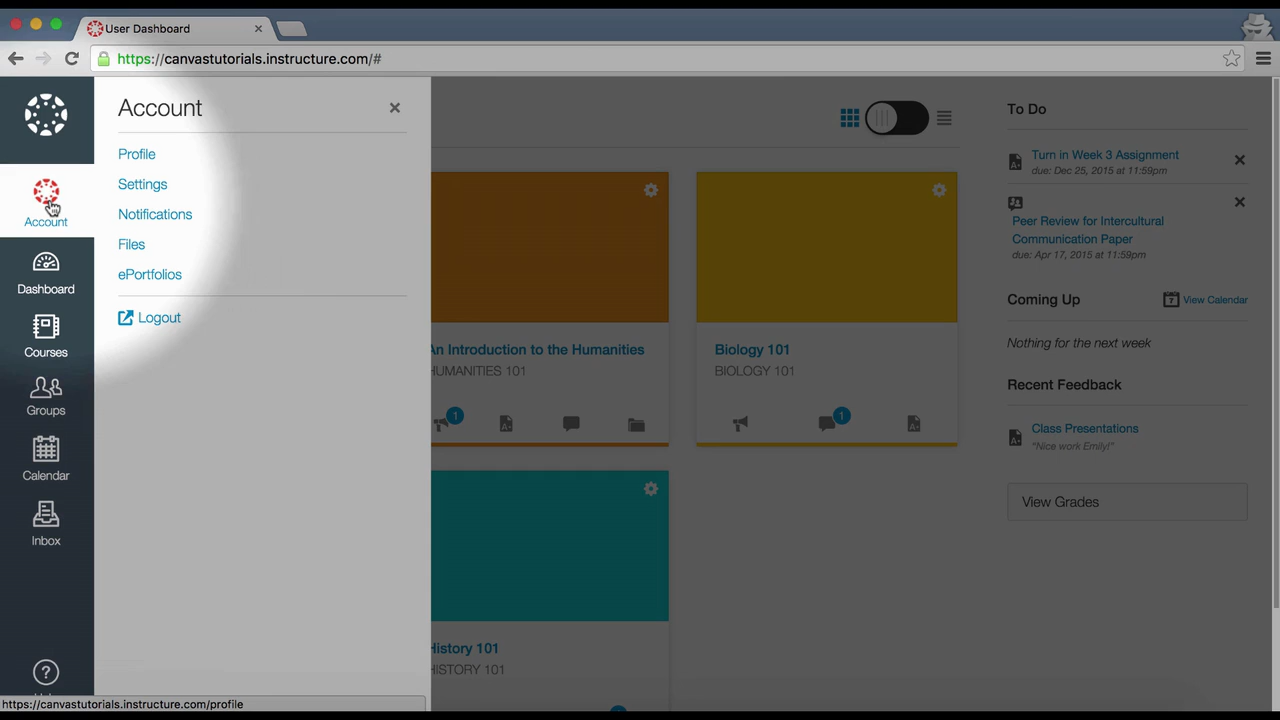 User Dashboard
https://canvastutorials.instructure.com/#
Account
Dashboard
Courses
Groups
Calendar
Inbox
Account
Profile
Settings
Notifications
Files
ePortfolios
Logout
An Introduction to the Humanities
HUMANITIES 101
1
Biology 101
BIOLOGY 101
1
History 101
HISTORY 101
To Do
Turn in Week 3 Assignment
due: Dec 25, 2015 at 11:59pm
Peer Review for Intercultural
Communication Paper
due: Apr 17, 2015 at 11:59pm
Coming Up
7 View Calendar
Nothing for the next week
Recent Feedback
Class Presentations
"Nice work Emily!"
View Grades
https://canvastutorials.instructure.com/profile